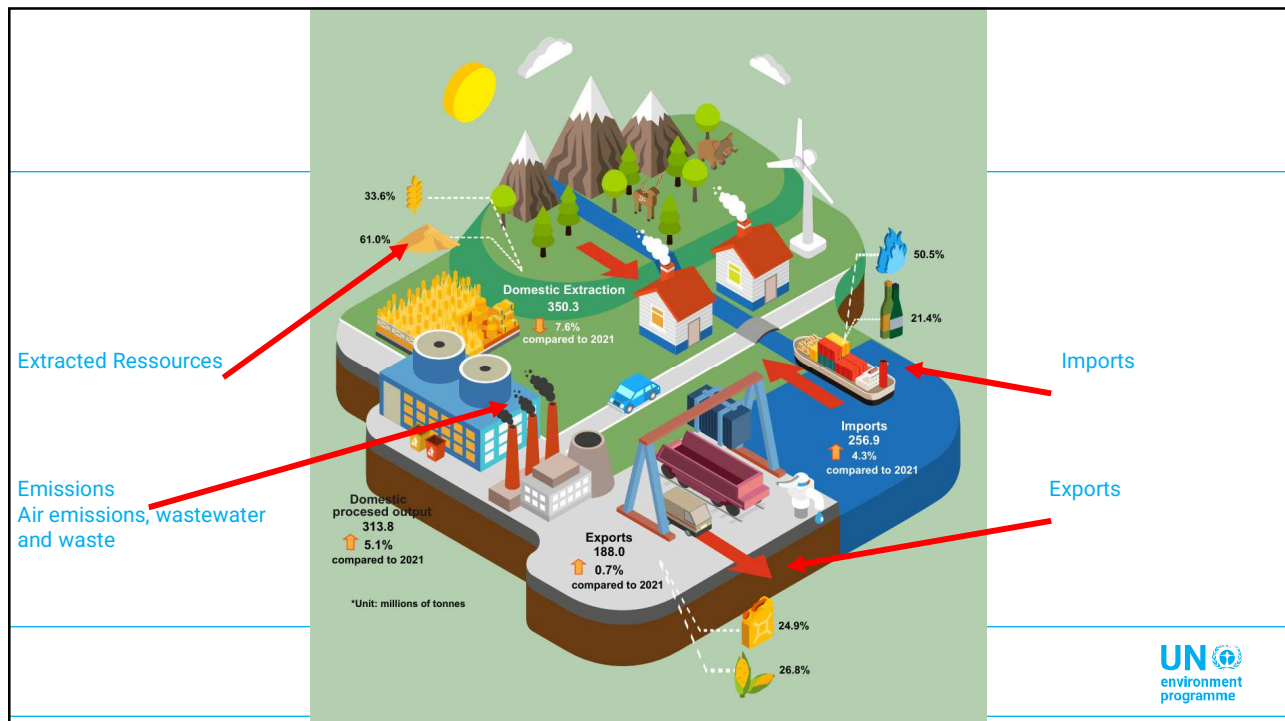 33.6%
61.0%
Domestic Extraction
350.3
7.6%
compared to 2021
50.5%
21.4%
Extracted Ressources
Imports
Imports
256.9
4.3%
compared to 2021
Emissions
Air emissions, wastewater
and waste
Exports
Domestic
procesed output
313.8
5.1%
compared to 2021
Exports
188.0
0.7%
compared to 2021
*Unit: millions of tonnes
24.9%
26.8%
UN
environment
programme